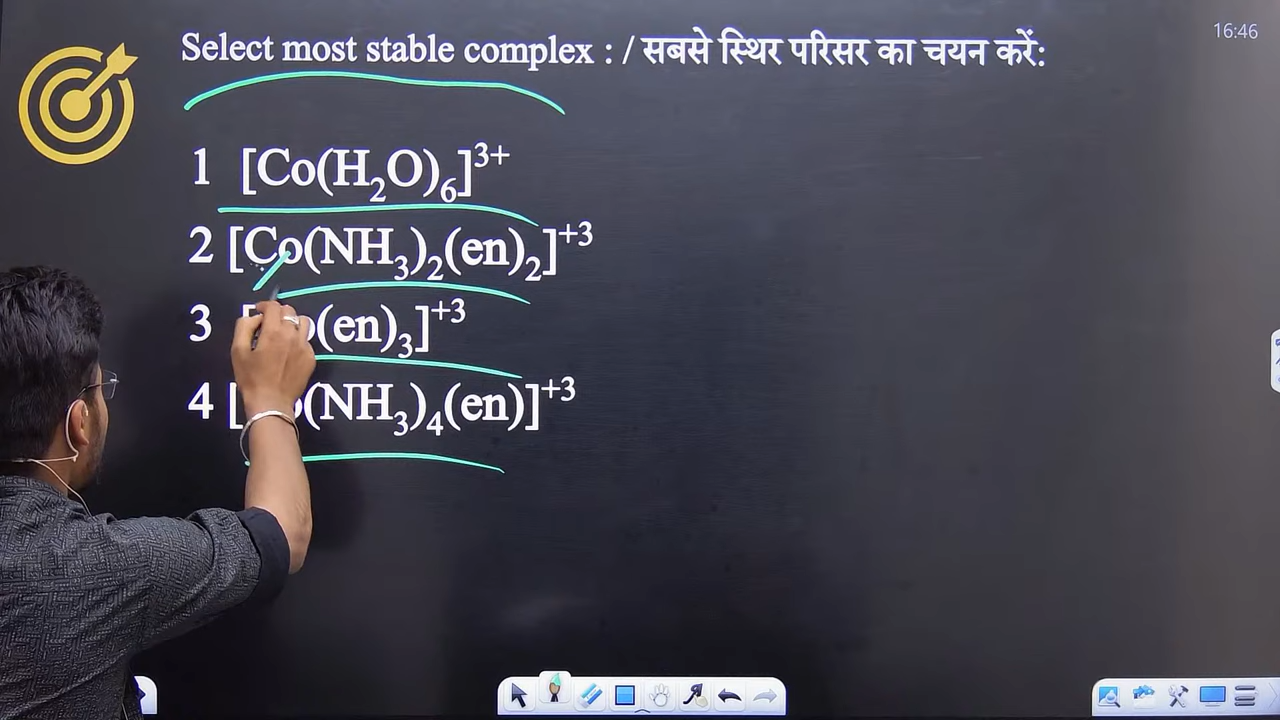 16:46
Select most stable complex : / सबसे स्थिर परिसर का चयन करें:
1 [Co(H₂O)₆]³⁺
2 [Co(NH₃)₂(en)₂]⁺³
3 [o(en)₃]⁺³
4 [o(NH₃)₄(en)]⁺³